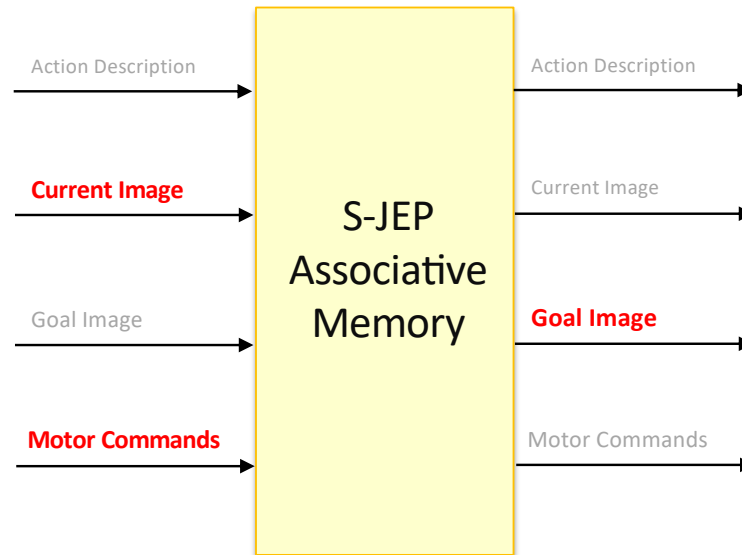 Action Description
Action Description
Current Image
Current Image
S-JEP
Associative
Memory
Goal Image
Goal Image
Motor Commands
Motor Commands